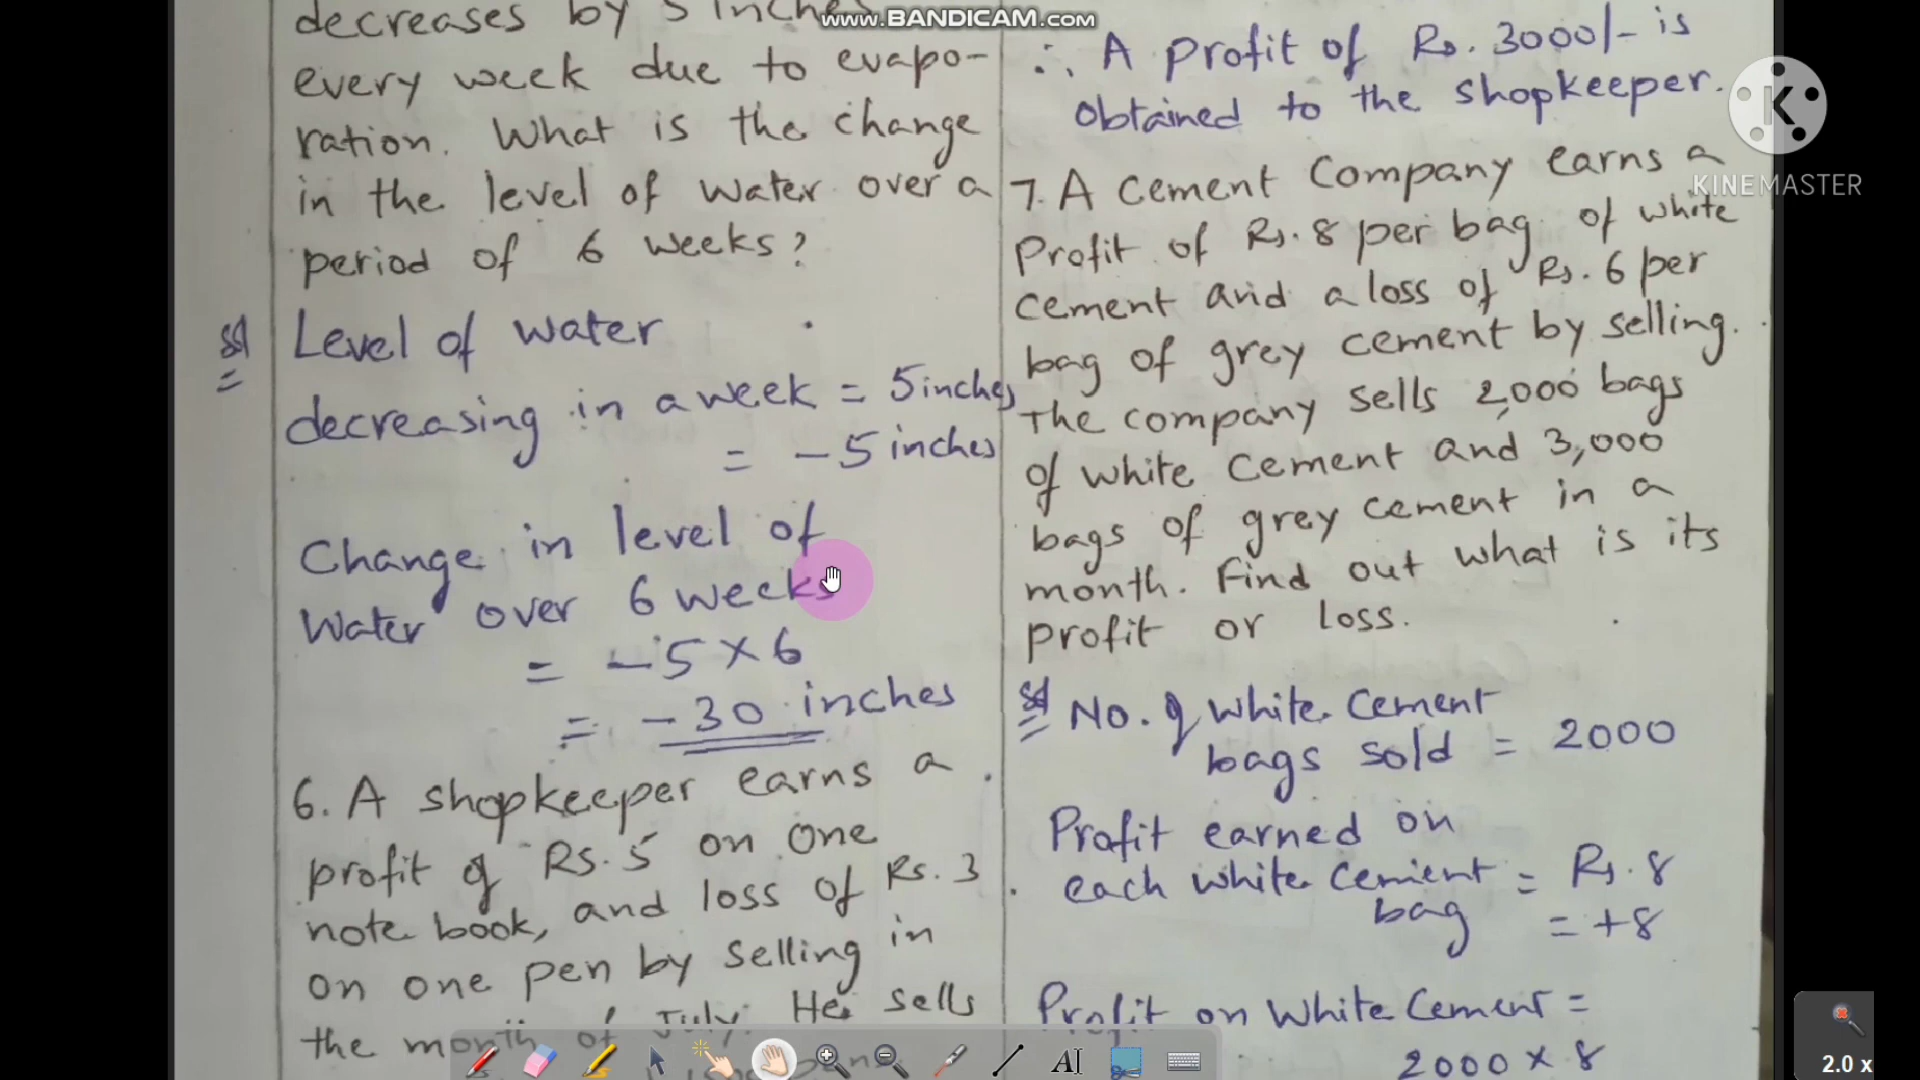 www.BANDICAM.com
decreases by 5 inches
every week due to evapo-
ration. What is the change
in the level of water over a
period of 6 weeks?
Sol
Level of water
decreasing in a week = 5 inches
= -5 inches
Change in level of
Water over 6 weeks
= -5 × 6
= -30 inches
6. A shopkeeper earns a
profit of Rs. 5 on one
note book, and loss of Rs. 3
on one pen by selling in
the month of July. He sells
∴ A profit of Rs. 3000/- is
obtained to the shopkeeper.
KINEMASTER
7. A cement company earns a
Profit of Rs. 8 per bag of white
cement and a loss of Rs. 6 per
bag of grey cement by selling.
The company sells 2,000 bags
of white cement and 3,000
bags of grey cement in a
month. Find out what is its
profit or loss.
Sol No. of white cement
bags sold = 2000
Profit earned on
each white cement = Rs. 8
bag = +8
Profit on white cement =
2000 × 8
2.0 x